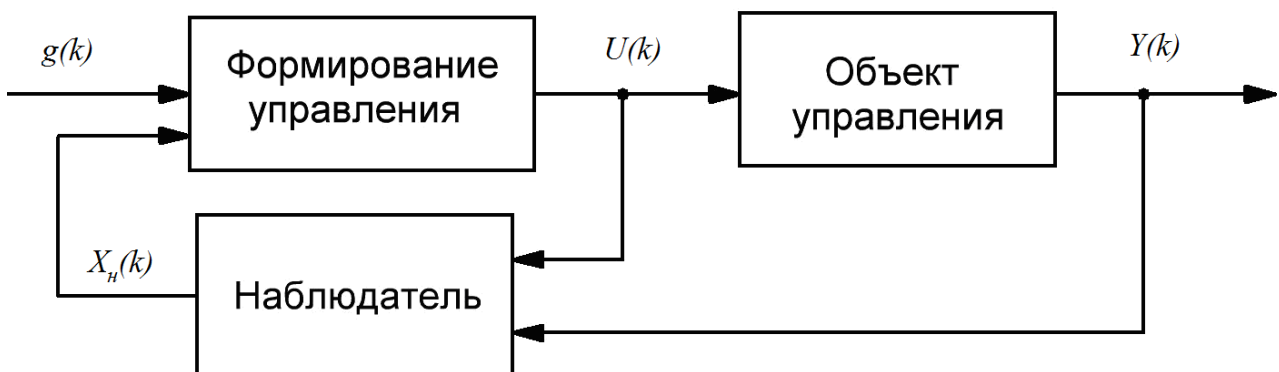 g(k)
Формирование
управления
U(k)
Объект
управления
Y(k)
Xн(k)
Наблюдатель